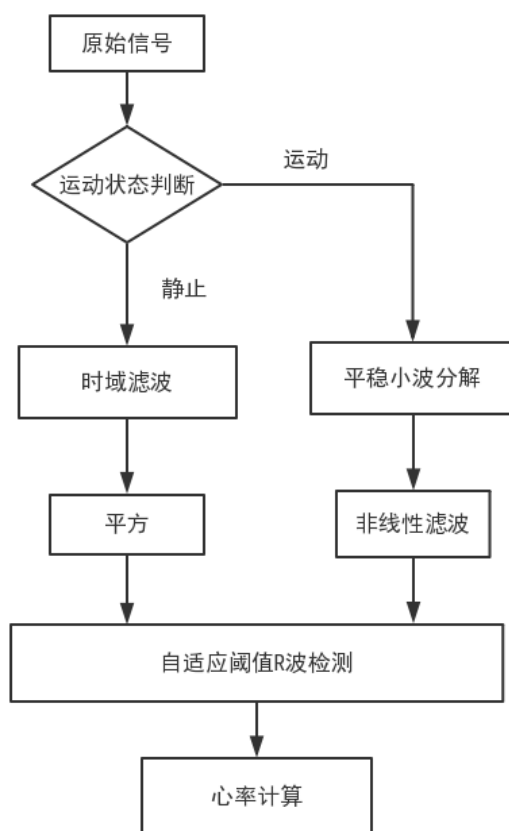 原始信号
运动状态判断
运动
静止
时域滤波
平稳小波分解
平方
非线性滤波
自适应阈值R波检测
心率计算